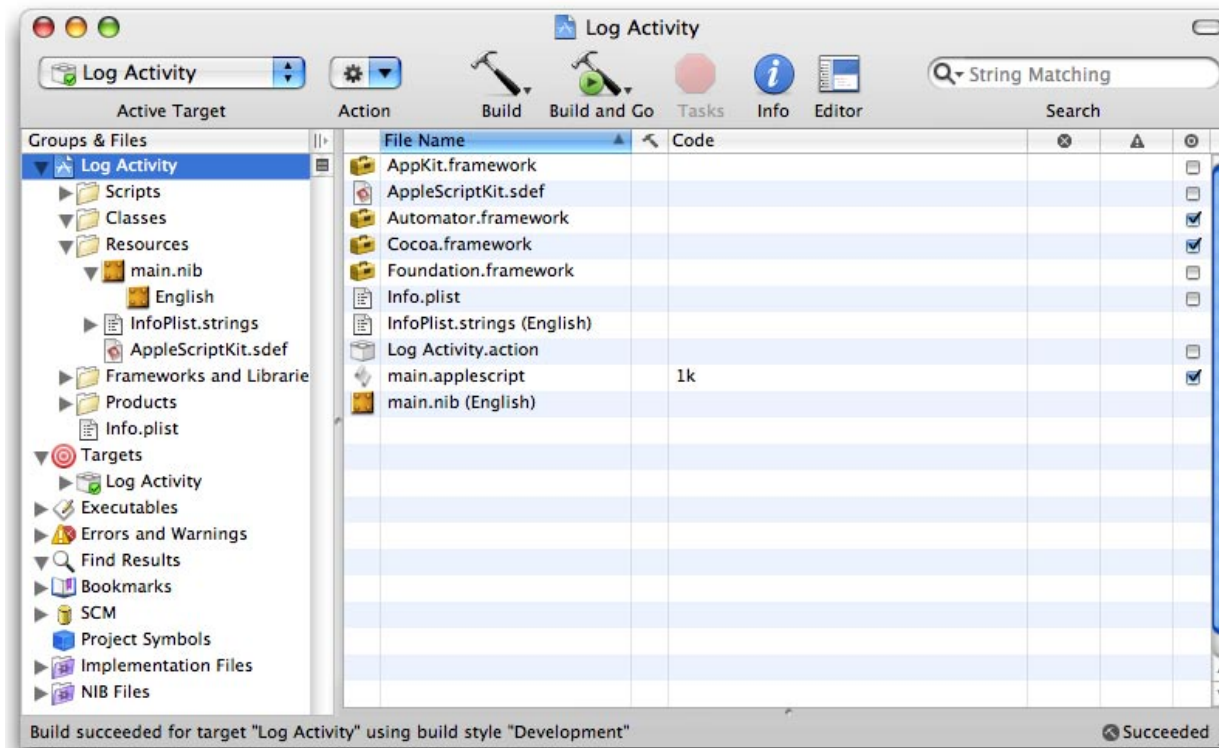 Log Activity
Log Activity
String Matching
Active Target
Action
Build
Build and Go
Tasks
Info
Editor
Search
Groups & Files
File Name
Code
Log Activity
Scripts
Classes
Resources
main.nib
English
InfoPlist.strings
AppleScriptKit.sdef
Frameworks and Librarie
Products
Info.plist
Targets
Log Activity
Executables
Errors and Warnings
Find Results
Bookmarks
SCM
Project Symbols
Implementation Files
NIB Files
AppKit.framework
AppleScriptKit.sdef
Automator.framework
Cocoa.framework
Foundation.framework
Info.plist
InfoPlist.strings (English)
Log Activity.action
main.applescript 1k
main.nib (English)
Build succeeded for target "Log Activity" using build style "Development"
Succeeded